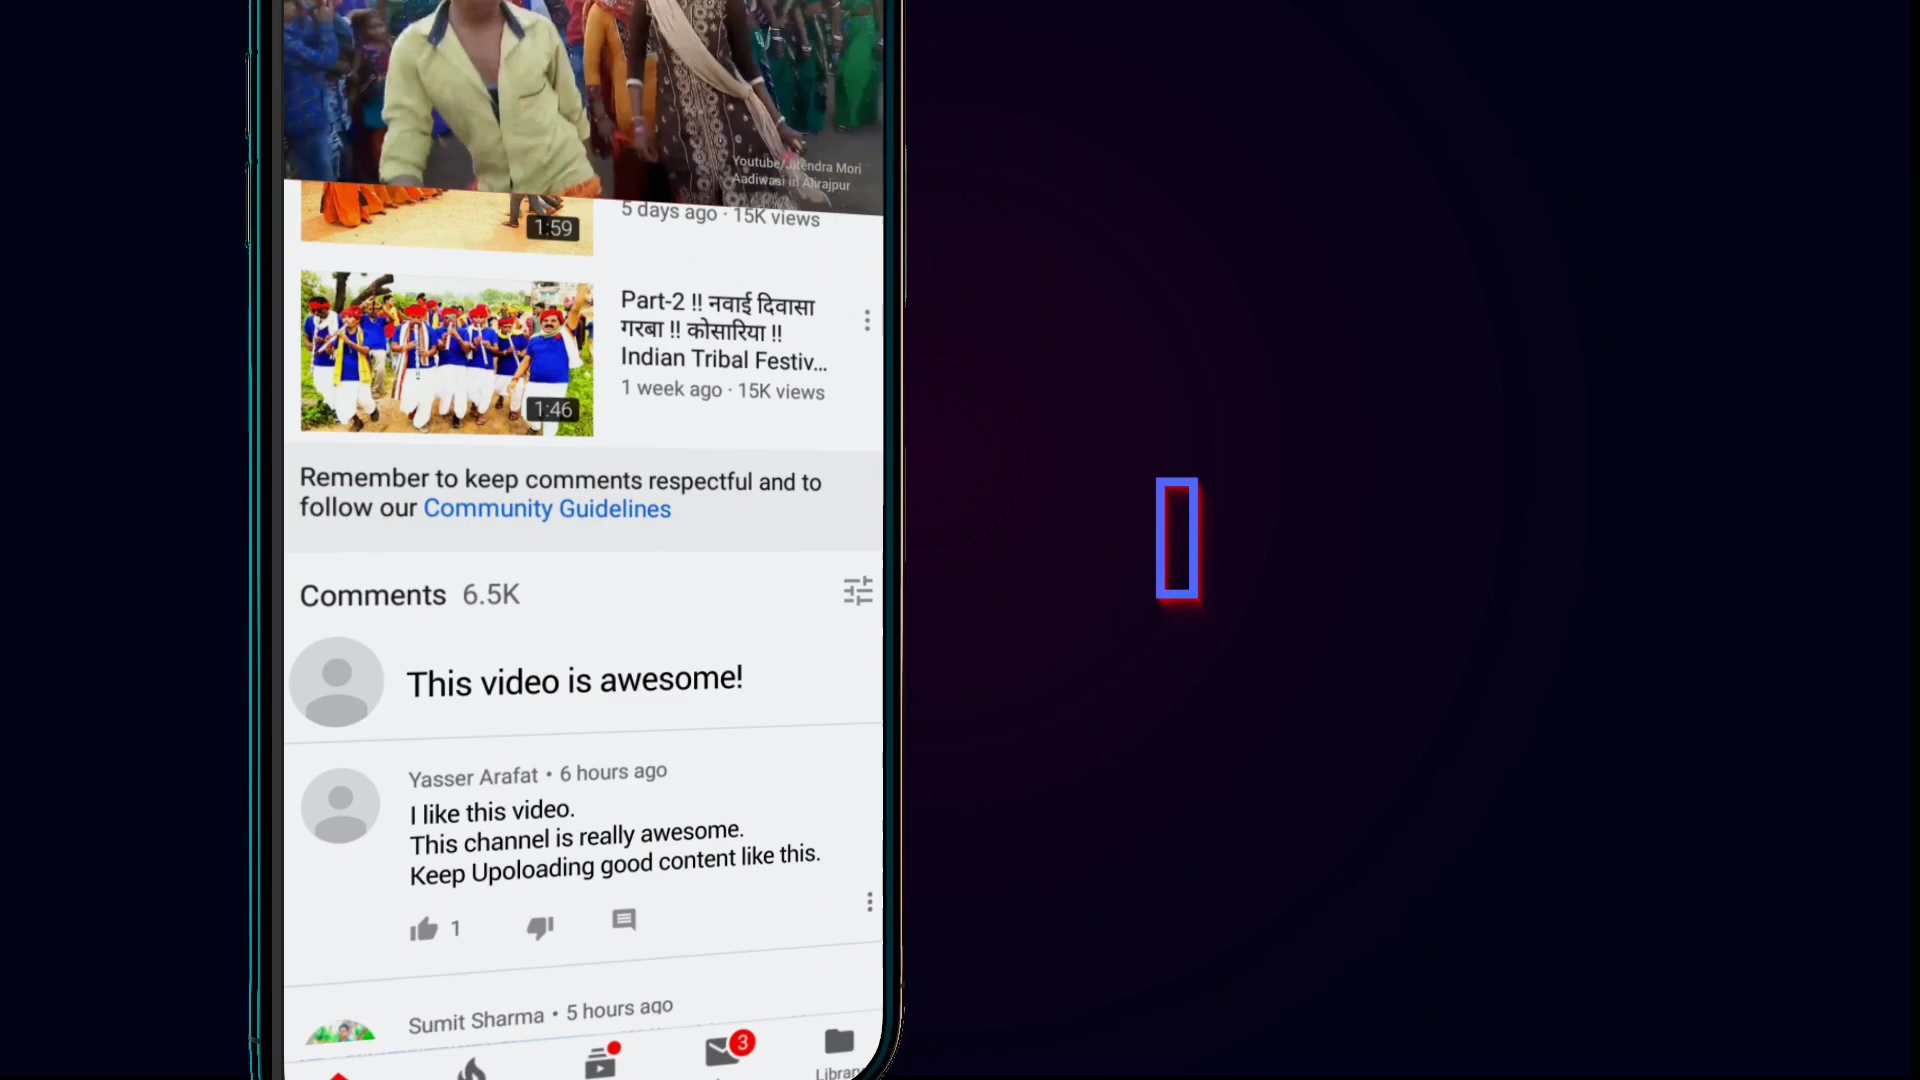 Youtube/Jitendra Mori
Aadiwasi in Alirajpur
1:59
5 days ago · 15K views
Part-2 !! नवाई दिवासा
गरबा !! कोसारिया !!
Indian Tribal Festiv...
1 week ago · 15K views
1:46
Remember to keep comments respectful and to
follow our Community Guidelines
Comments 6.5K
This video is awesome!
Yasser Arafat • 6 hours ago
I like this video.
This channel is really awesome.
Keep Upoloading good content like this.
1
Sumit Sharma • 5 hours ago
3